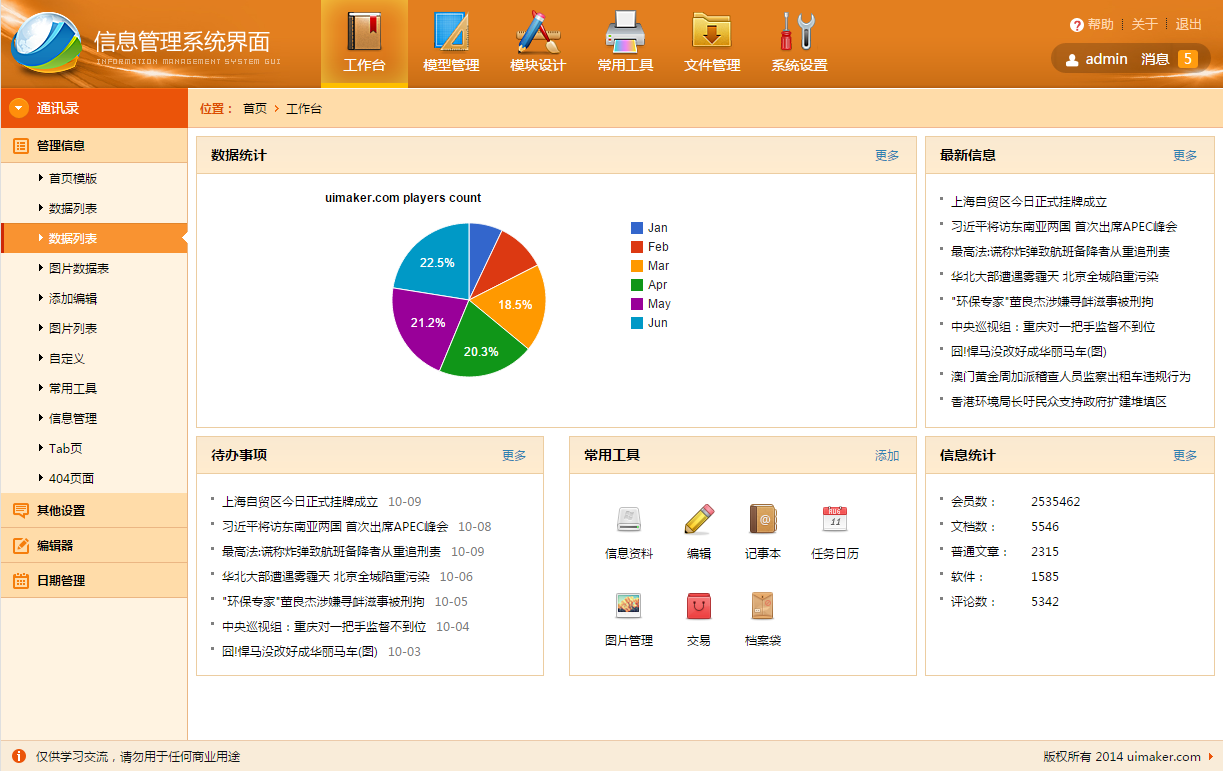 信息管理系统界面
INFORMATION MANAGEMENT SYSTEM GUI
工作台
模型管理
模块设计
常用工具
文件管理
系统设置
帮助
关于
退出
admin
消息
5
通讯录
位置：
首页
工作台
管理信息
首页模版
数据列表
数据列表
图片数据表
添加编辑
图片列表
自定义
常用工具
信息管理
Tab页
404页面
其他设置
编辑器
日期管理
数据统计
更多
uimaker.com players count
22.5%
18.5%
21.2%
20.3%
Jan
Feb
Mar
Apr
May
Jun
最新信息
更多
上海自贸区今日正式挂牌成立
习近平将访东南亚两国 首次出席APEC峰会
最高法:谎称炸弹致航班备降者从重追刑责
华北大部遭遇雾霾天 北京全城陷重污染
"环保专家"董良杰涉嫌寻衅滋事被刑拘
中央巡视组：重庆对一把手监督不到位
囧!悍马没改好成华丽马车(图)
澳门黄金周加派稽查人员监察出租车违规行为
香港环境局长吁民众支持政府扩建堆填区
待办事项
更多
上海自贸区今日正式挂牌成立 10-09
习近平将访东南亚两国 首次出席APEC峰会 10-08
最高法:谎称炸弹致航班备降者从重追刑责 10-09
华北大部遭遇雾霾天 北京全城陷重污染 10-06
"环保专家"董良杰涉嫌寻衅滋事被刑拘 10-05
中央巡视组：重庆对一把手监督不到位 10-04
囧!悍马没改好成华丽马车(图) 10-03
常用工具
添加
信息资料
编辑
记事本
AUG
11
任务日历
图片管理
交易
档案袋
信息统计
更多
会员数： 2535462
文档数： 5546
普通文章： 2315
软件： 1585
评论数： 5342
仅供学习交流，请勿用于任何商业用途
版权所有 2014 uimaker.com